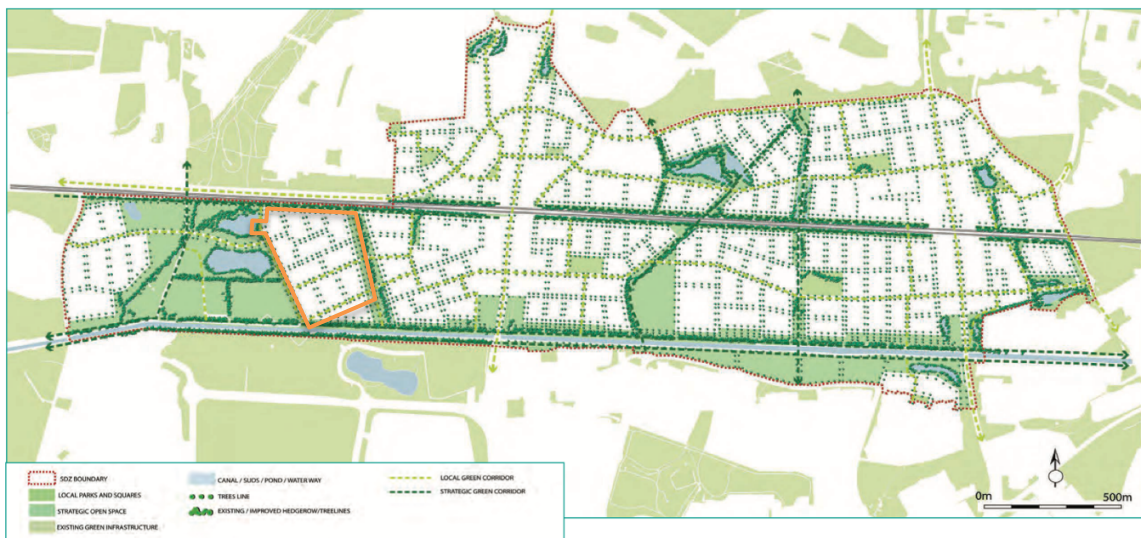 0m 500m
SDZ BOUNDARY
LOCAL PARKS AND SQUARES
STRATEGIC OPEN SPACE
EXISTING GREEN INFRASTRUCTURE
CANAL / SUDS / POND / WATER WAY
TREES LINE
EXISTING / IMPROVED HEDGEROW/TREELINES
LOCAL GREEN CORRIDOR
STRATEGIC GREEN CORRIDOR